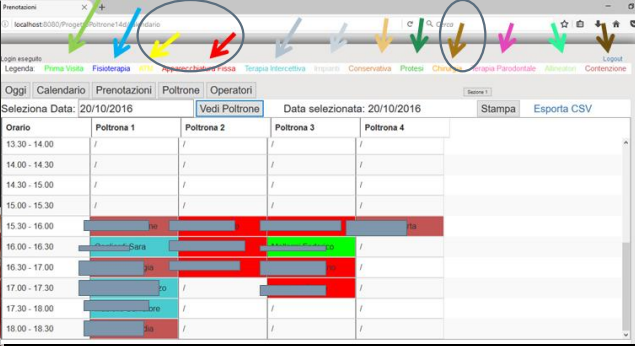 Prenotazioni
localhost:8080/Progetto Poltrone14d/Calendario
Cerco
Login eseguito
Logout
Legenda: Prima Visita Fisioterapia Apparecchiatura Fissa Terapia Intercettiva Impianti Conservativa Protesi Chirurgia Terapia Parodontale Allineatori Contenzione
Oggi Calendario Prenotazioni Poltrone Operatori
Sezione 1
Seleziona Data: 20/10/2016 Vedi Poltrone Data selezionata: 20/10/2016 Stampa Esporta CSV
Orario Poltrona 1 Poltrona 2 Poltrona 3 Poltrona 4
13.30 - 14.00 / / / /
14.00 - 14.30 / / / /
14.30 - 15.00 / / / /
15.00 - 15.30 / / / /
15.30 - 16.00
16.00 - 16.30 Sara /
16.30 - 17.00 /
17.00 - 17.30 / /
17.30 - 18.00 / / /
18.00 - 18.30 / / /